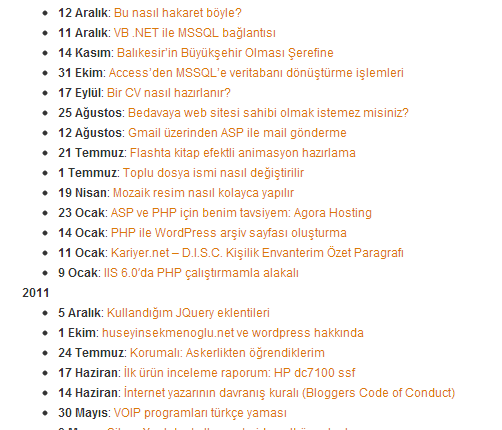 12 Aralık: Bu nasıl hakaret böyle?
11 Aralık: VB .NET ile MSSQL bağlantısı
14 Kasım: Balıkesir'in Büyükşehir Olması Şerefine
31 Ekim: Access'den MSSQL'e veritabanı dönüştürme işlemleri
17 Eylül: Bir CV nasıl hazırlanır?
25 Ağustos: Bedavaya web sitesi sahibi olmak istemez misiniz?
12 Ağustos: Gmail üzerinden ASP ile mail gönderme
21 Temmuz: Flashta kitap efektli animasyon hazırlama
1 Temmuz: Toplu dosya ismi nasıl değiştirilir
19 Nisan: Mozaik resim nasıl kolayca yapılır
23 Ocak: ASP ve PHP için benim tavsiyem: Agora Hosting
14 Ocak: PHP ile WordPress arşiv sayfası oluşturma
11 Ocak: Kariyer.net – D.I.S.C. Kişilik Envanterim Özet Paragrafı
9 Ocak: IIS 6.0'da PHP çalıştırmamla alakalı
2011
5 Aralık: Kullandığım JQuery eklentileri
1 Ekim: huseyinsekmenoglu.net ve wordpress hakkında
24 Temmuz: Korumalı: Askerlikten öğrendiklerim
17 Haziran: İlk ürün inceleme raporum: HP dc7100 ssf
14 Haziran: İnternet yazarının davranış kuralı (Bloggers Code of Conduct)
30 Mayıs: VOIP programları türkçe yaması